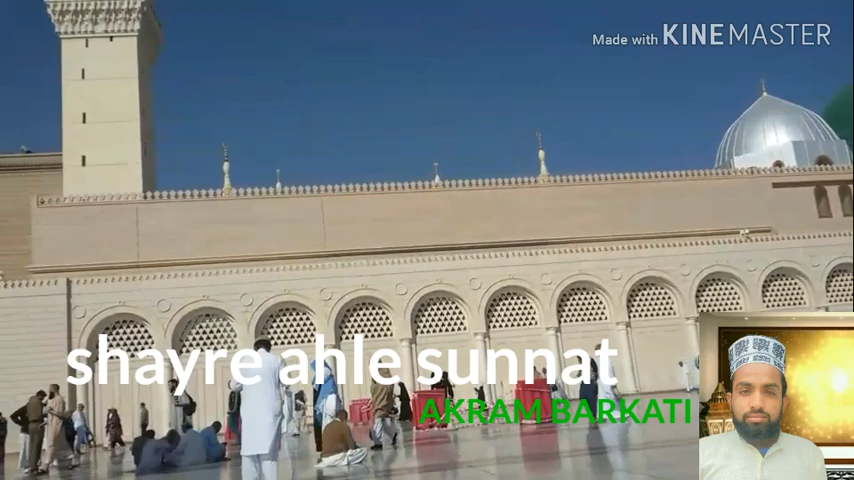 Made with KINEMASTER
shayre ahle sunnat
AKRAM BARKATI